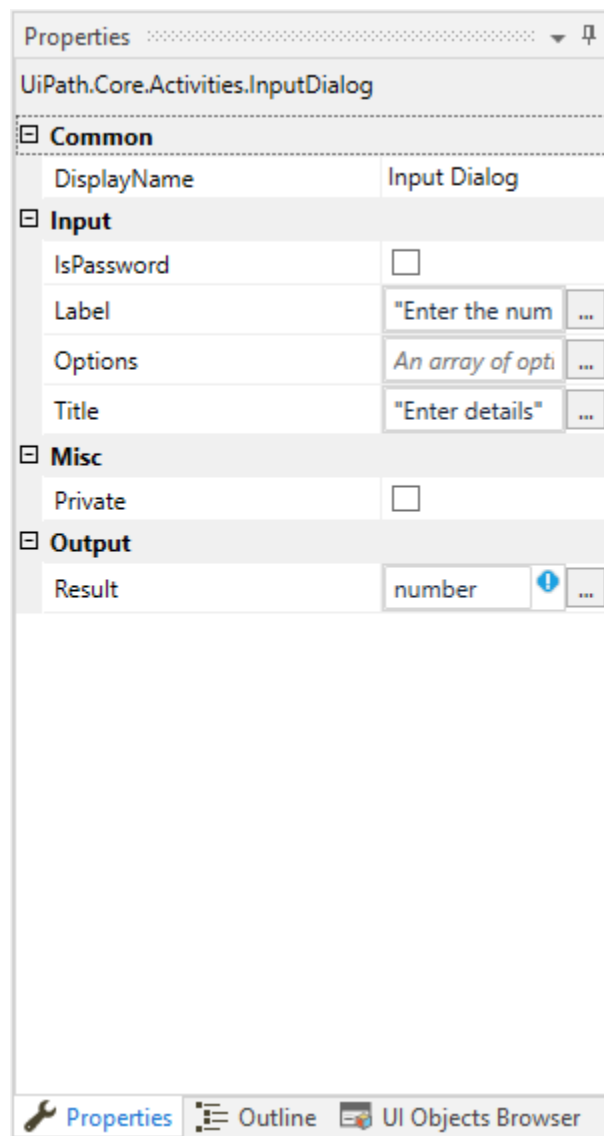 Properties
UiPath.Core.Activities.InputDialog
Common
DisplayName Input Dialog
Input
IsPassword
Label "Enter the num ...
Options An array of opti ...
Title "Enter details" ...
Misc
Private
Output
Result number ...
Properties Outline UI Objects Browser